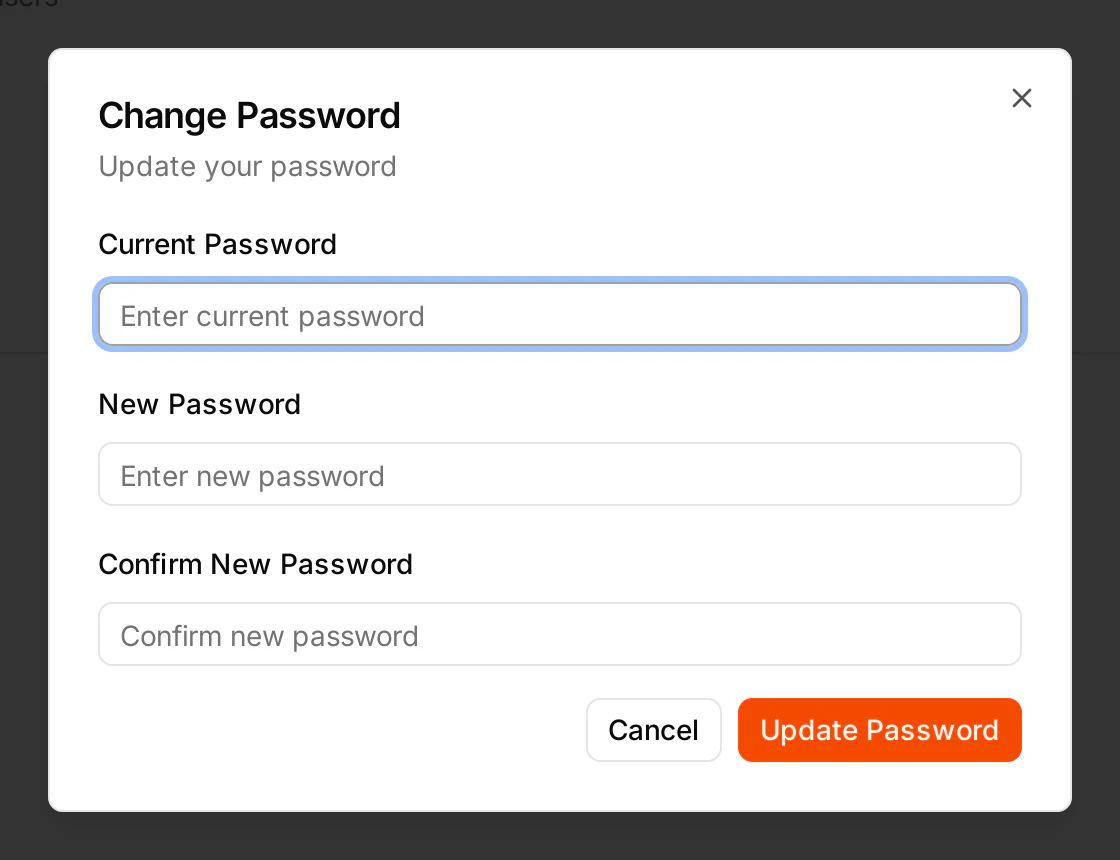 Change Password
Update your password
Current Password
Enter current password
New Password
Enter new password
Confirm New Password
Confirm new password
Cancel
Update Password